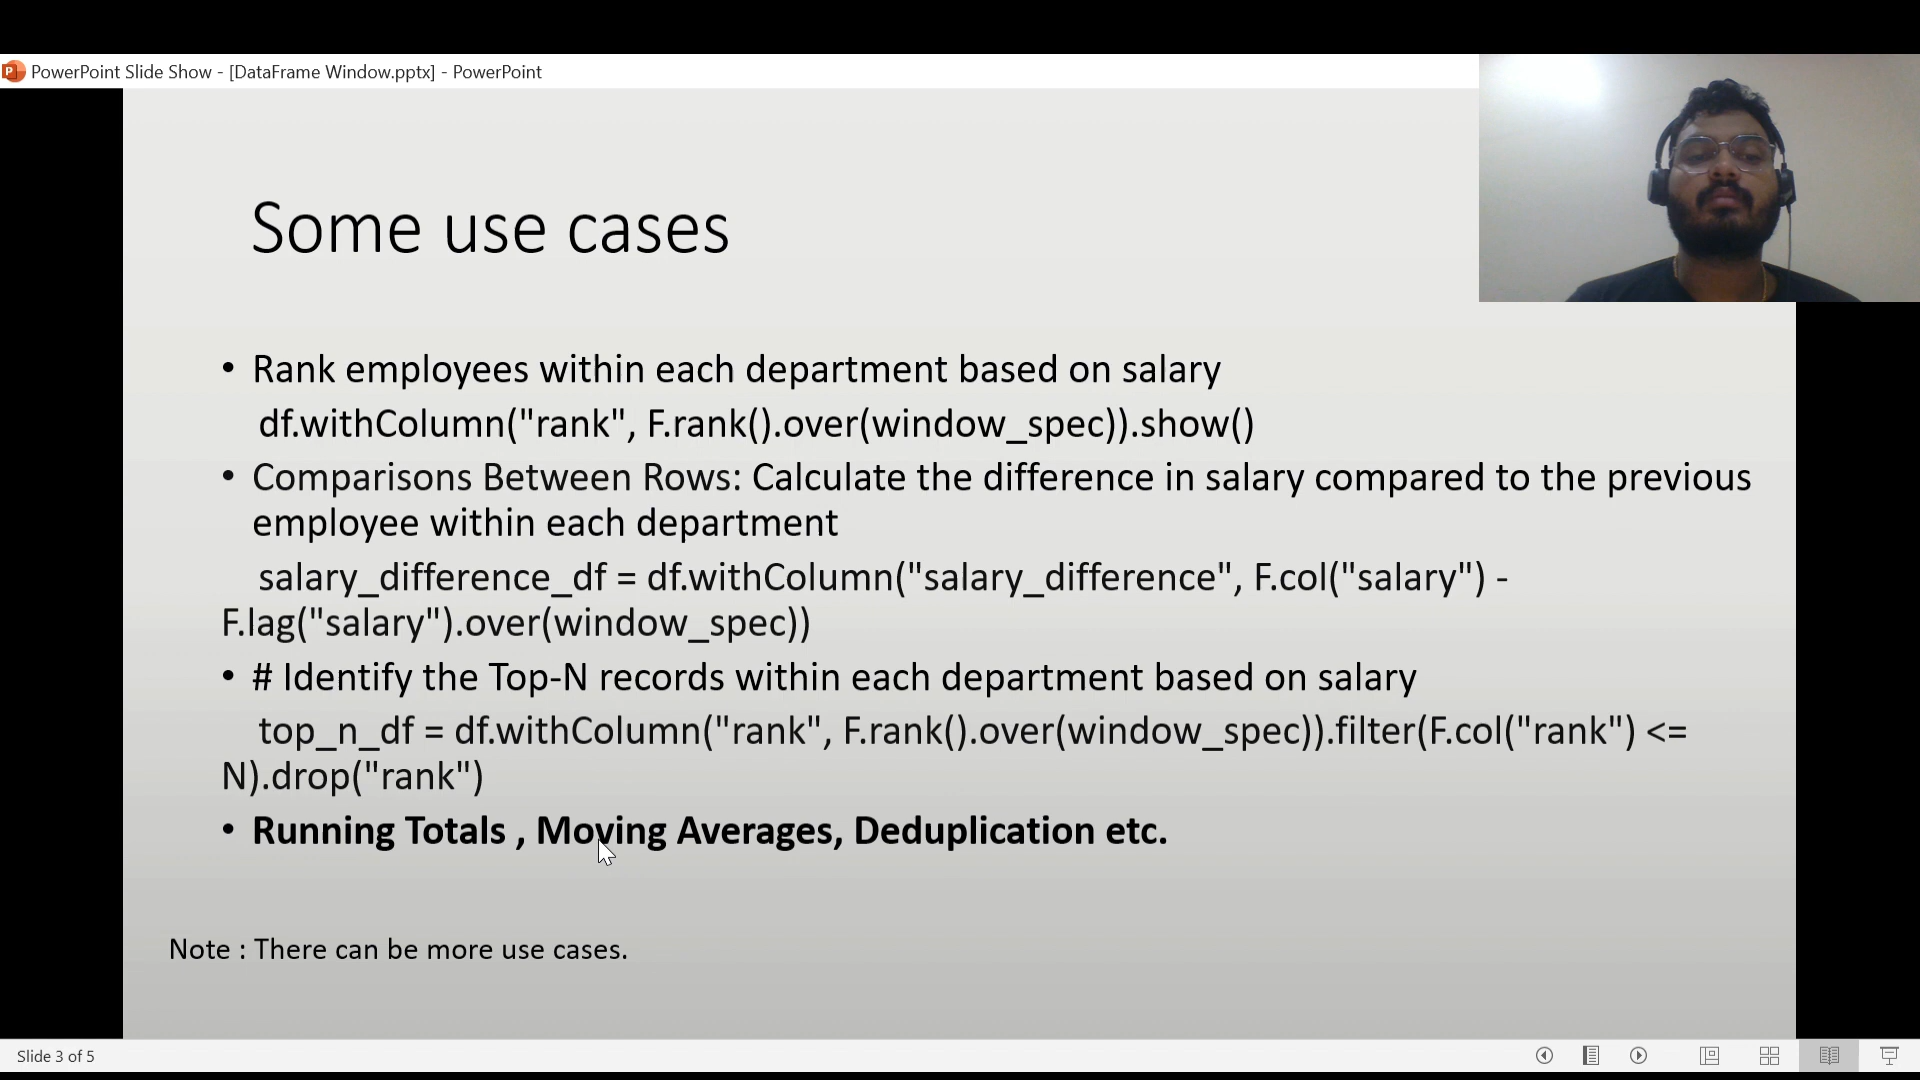 PowerPoint Slide Show - [DataFrame Window.pptx] - PowerPoint
Some use cases
• Rank employees within each department based on salary
df.withColumn("rank", F.rank().over(window_spec)).show()
• Comparisons Between Rows: Calculate the difference in salary compared to the previous
employee within each department
salary_difference_df = df.withColumn("salary_difference", F.col("salary") -
F.lag("salary").over(window_spec))
• # Identify the Top-N records within each department based on salary
top_n_df = df.withColumn("rank", F.rank().over(window_spec)).filter(F.col("rank") <=
N).drop("rank")
• Running Totals , Moving Averages, Deduplication etc.
Note : There can be more use cases.
Slide 3 of 5